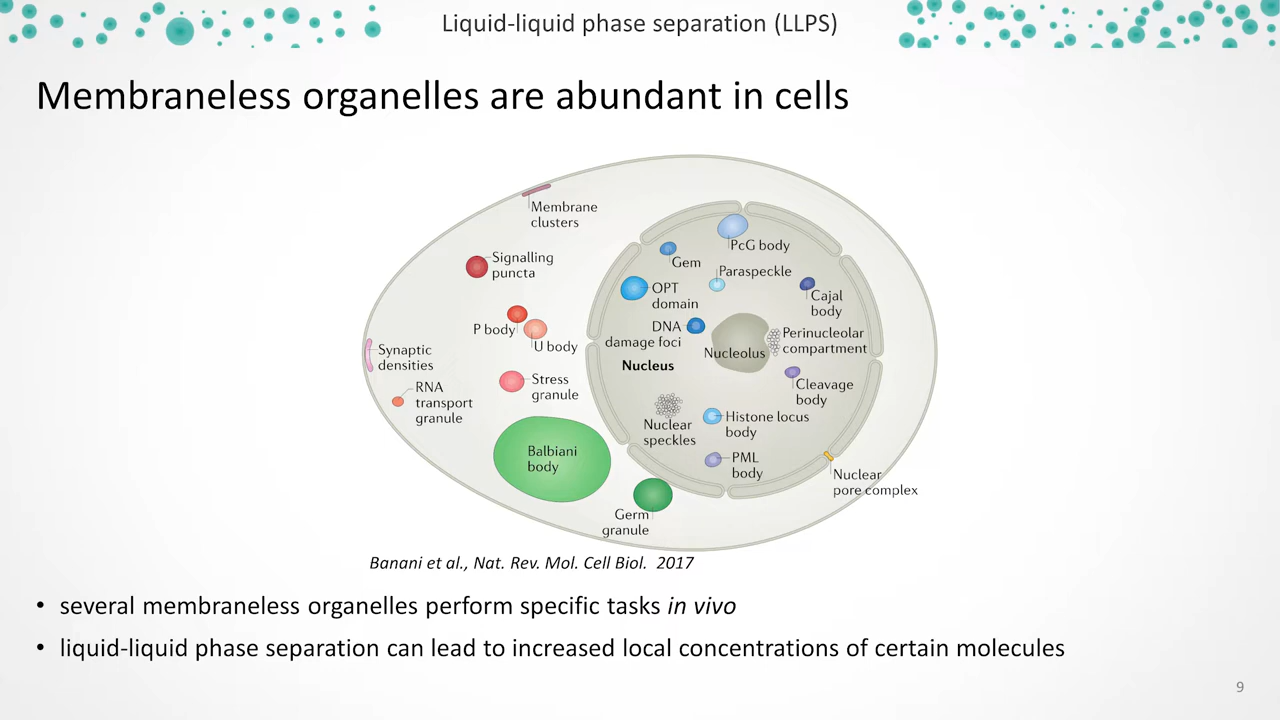 Liquid-liquid phase separation (LLPS)
Membraneless organelles are abundant in cells
Membrane
clusters
Signalling
puncta
P body
U body
Synaptic
densities
RNA
transport
granule
Stress
granule
Balbiani
body
Germ
granule
PcG body
Gem
Paraspeckle
OPT
domain
Cajal
body
DNA
damage foci
Perinucleolar
compartment
Nucleolus
Nucleus
Cleavage
body
Histone locus
body
Nuclear
speckles
PML
body
Nuclear
pore complex
Banani et al., Nat. Rev. Mol. Cell Biol. 2017
• several membraneless organelles perform specific tasks in vivo
• liquid-liquid phase separation can lead to increased local concentrations of certain molecules
9